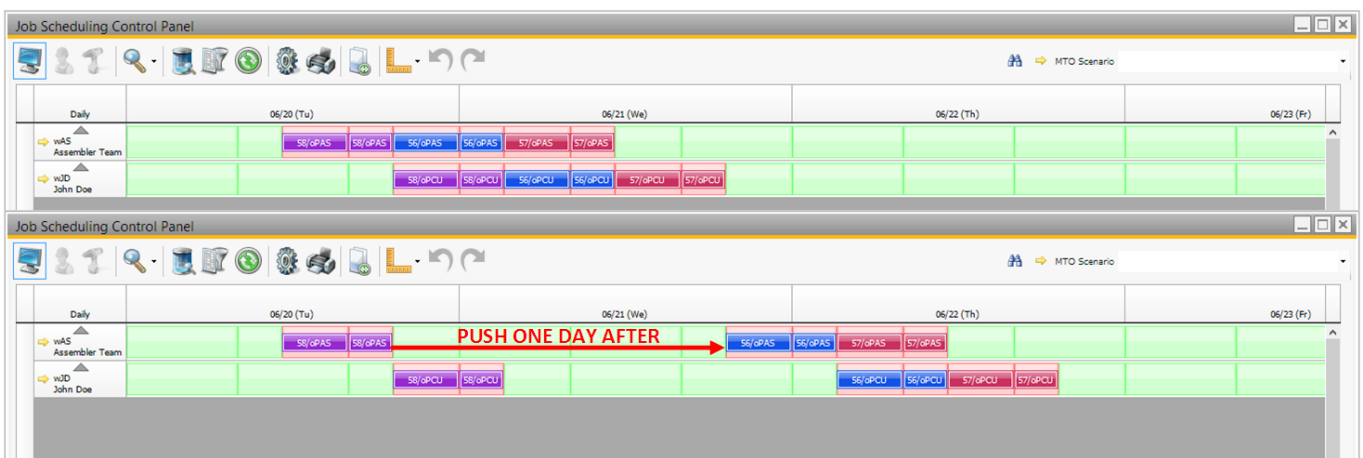 Job Scheduling Control Panel
MTO Scenario
Daily 06/20 (Tu) 06/21 (We) 06/22 (Th) 06/23 (Fr)
wAS 58/oPAS 58/oPAS 56/oPAS 56/oPAS 57/oPAS 57/oPAS
Assembler Team
wJD 58/oPCU 58/oPCU 56/oPCU 56/oPCU 57/oPCU 57/oPCU
John Doe
Job Scheduling Control Panel
MTO Scenario
Daily 06/20 (Tu) 06/21 (We) 06/22 (Th) 06/23 (Fr)
wAS 58/oPAS 58/oPAS PUSH ONE DAY AFTER 56/oPAS 56/oPAS 57/oPAS 57/oPAS
Assembler Team
wJD 58/oPCU 58/oPCU 56/oPCU 56/oPCU 57/oPCU 57/oPCU
John Doe